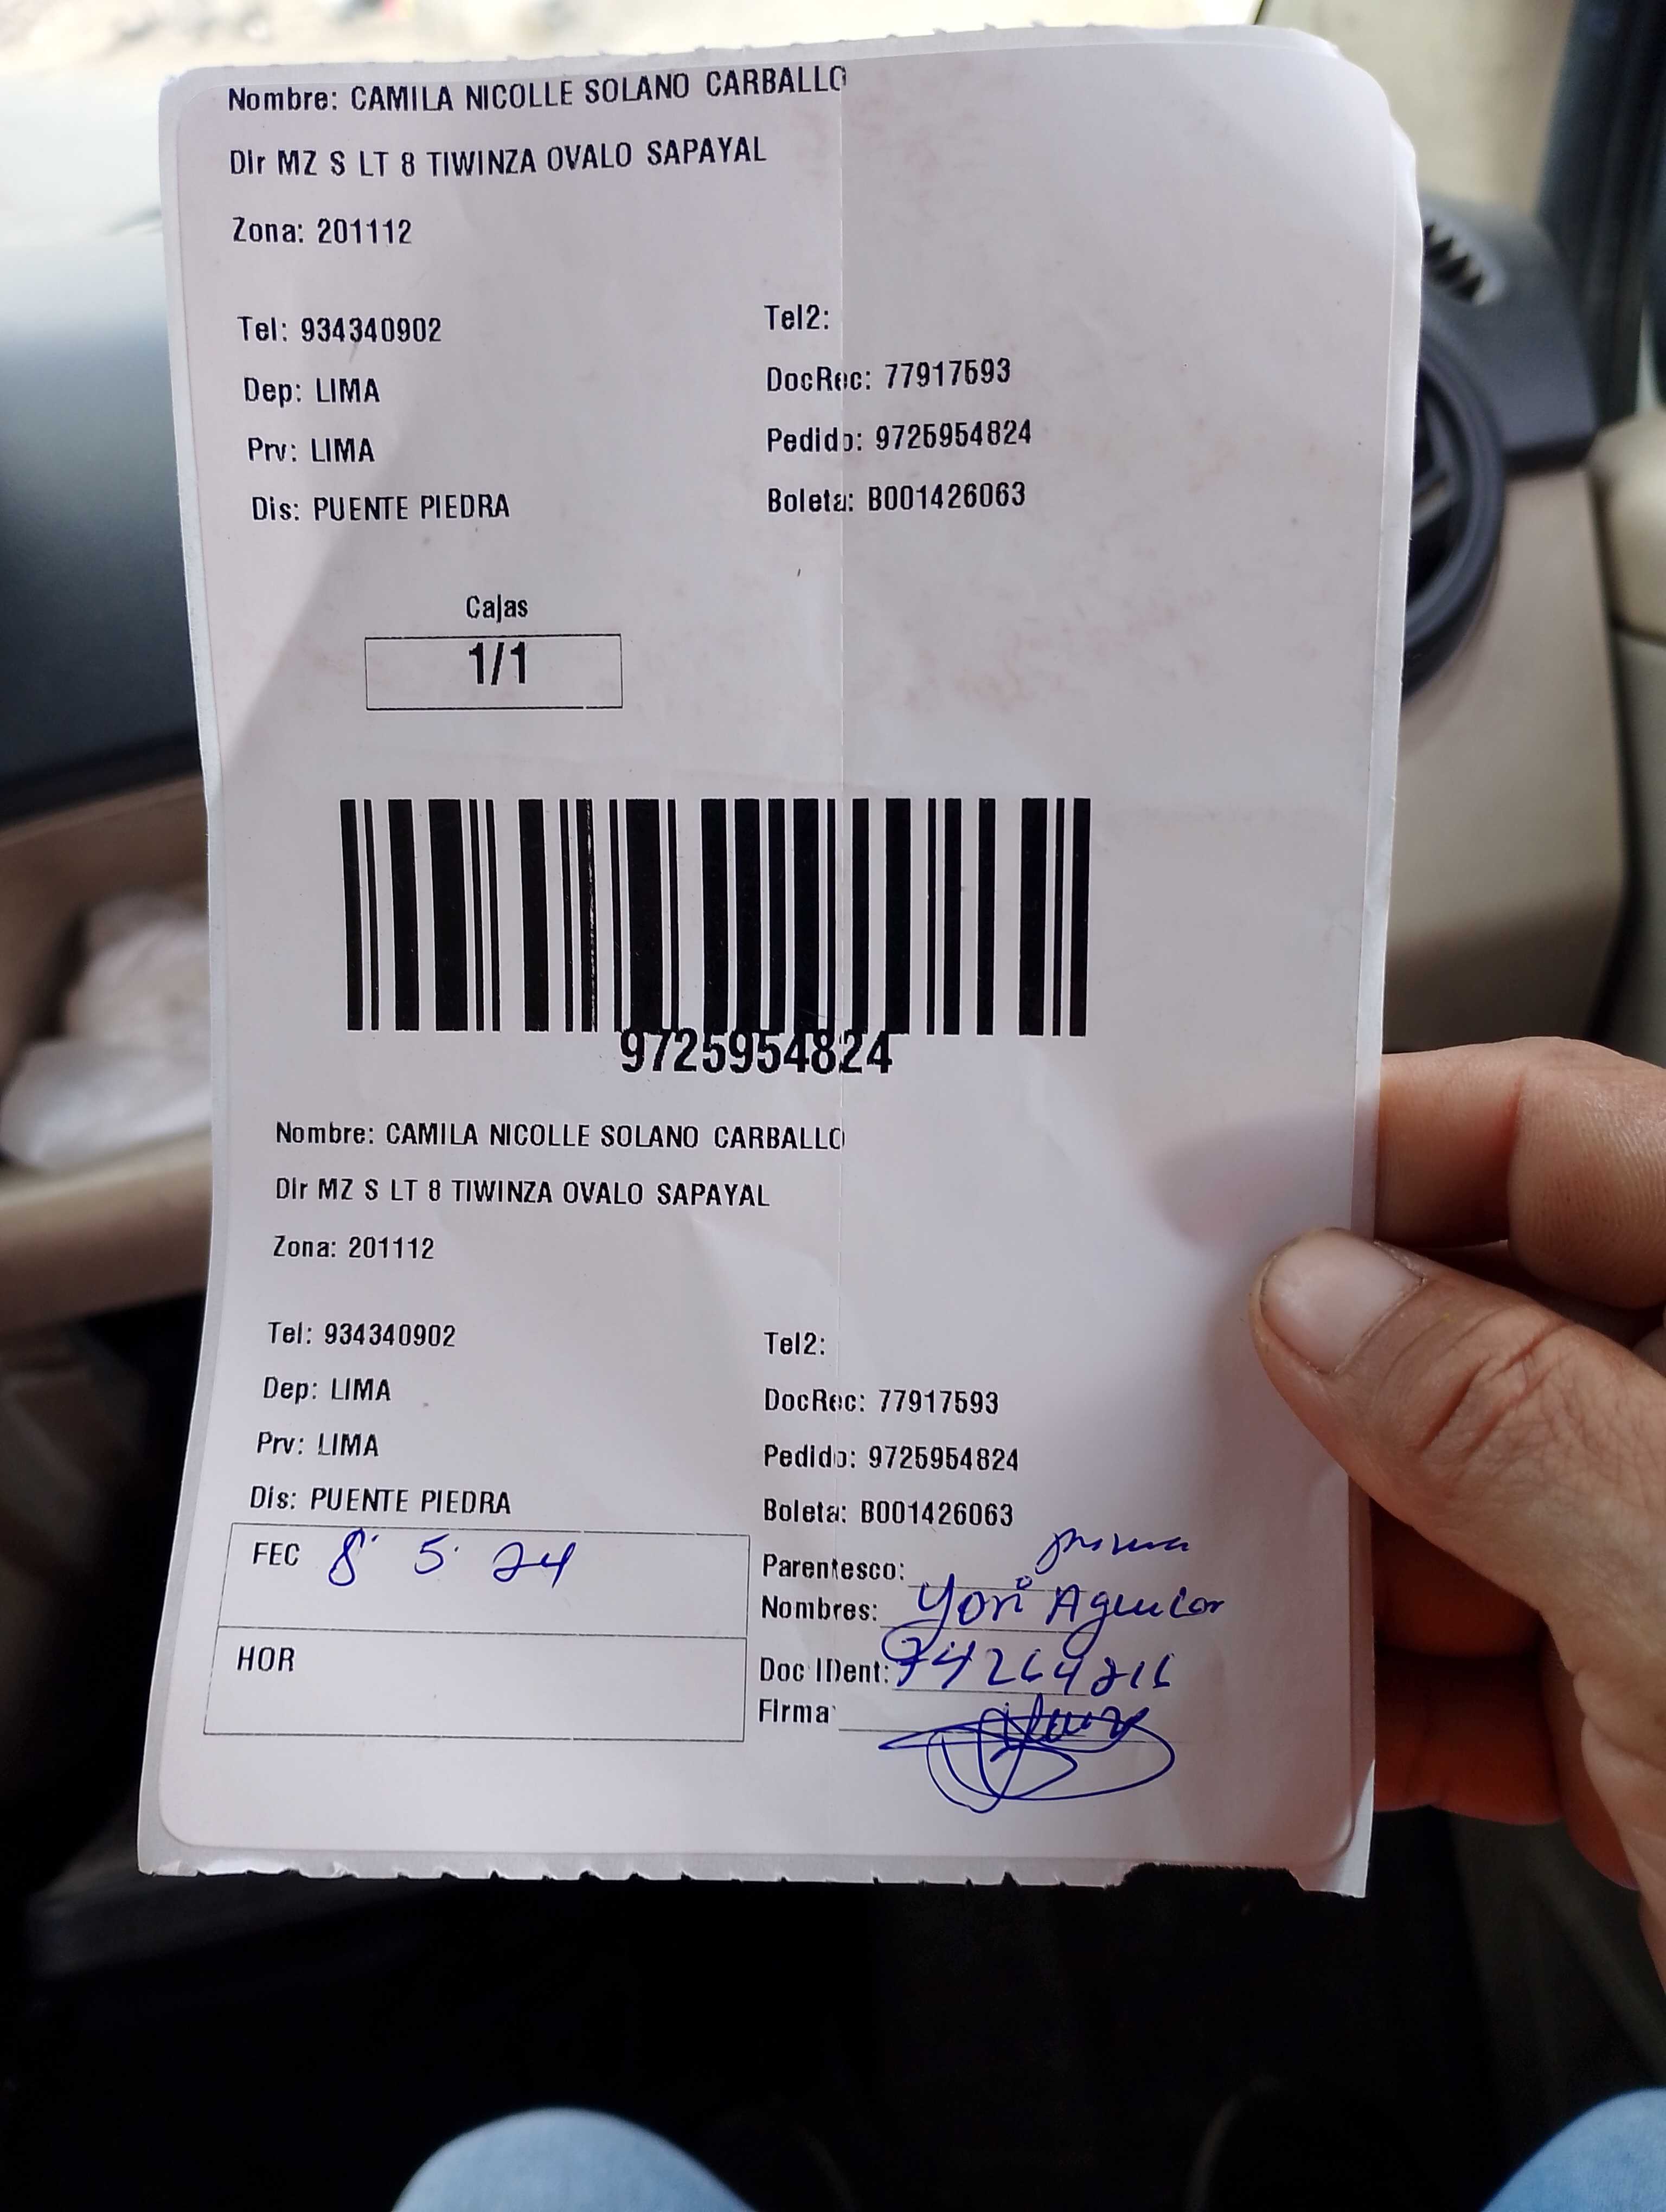 Nombre: CAMILA NICOLLE SOLANO CARBALLO
Dir MZ S LT 8 TIWINZA OVALO SAPAYAL
Zona: 201112
Tel: 934340902 Tel2:
Dep: LIMA DocRec: 77917593
Prv: LIMA Pedido: 9725954824
Dis: PUENTE PIEDRA Boleta: B001426063
Cajas
1/1
9725954824
Nombre: CAMILA NICOLLE SOLANO CARBALLO
Dir MZ S LT 8 TIWINZA OVALO SAPAYAL
Zona: 201112
Tel: 934340902 Tel2:
Dep: LIMA DocRec: 77917593
Prv: LIMA Pedido: 9725954824
Dis: PUENTE PIEDRA Boleta: B001426063
FEC 8 5 24 Parentesco:
Nombres: Yori Aguilar
HOR Doc IDent:
Firma